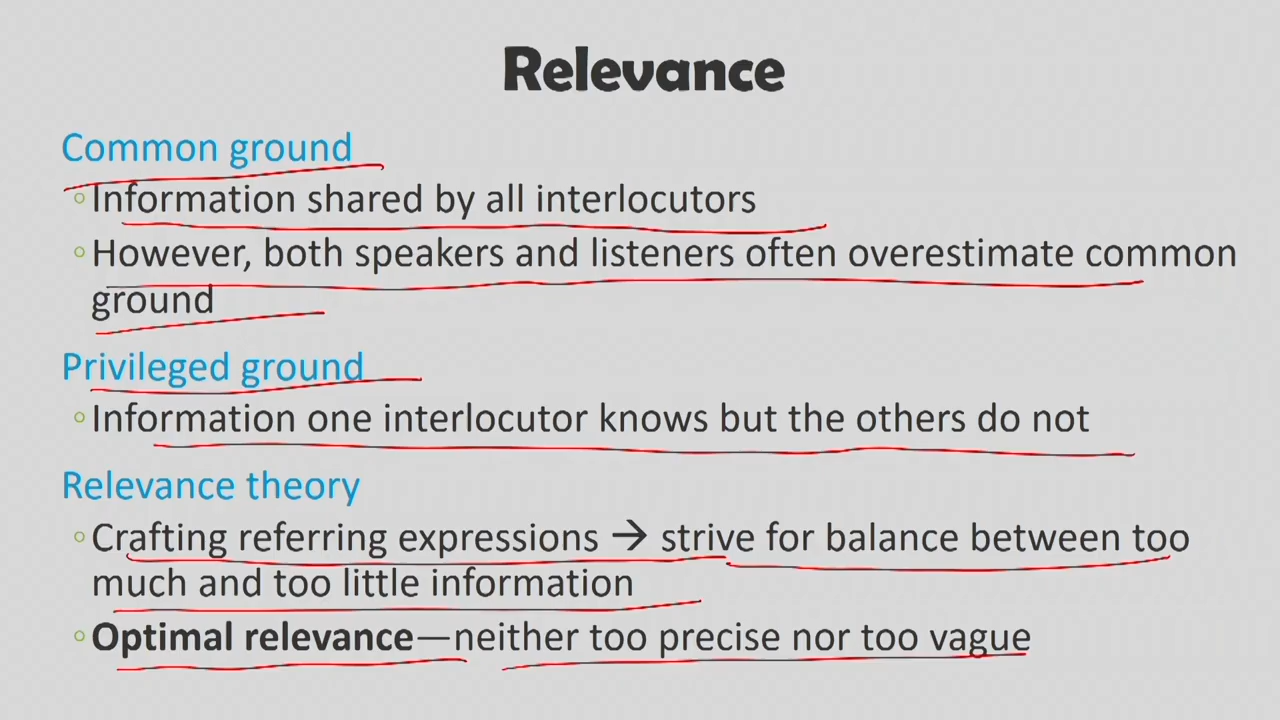 Relevance
Common ground
◦Information shared by all interlocutors
◦However, both speakers and listeners often overestimate common
ground
Privileged ground
◦Information one interlocutor knows but the others do not
Relevance theory
◦Crafting referring expressions → strive for balance between too
much and too little information
◦Optimal relevance—neither too precise nor too vague